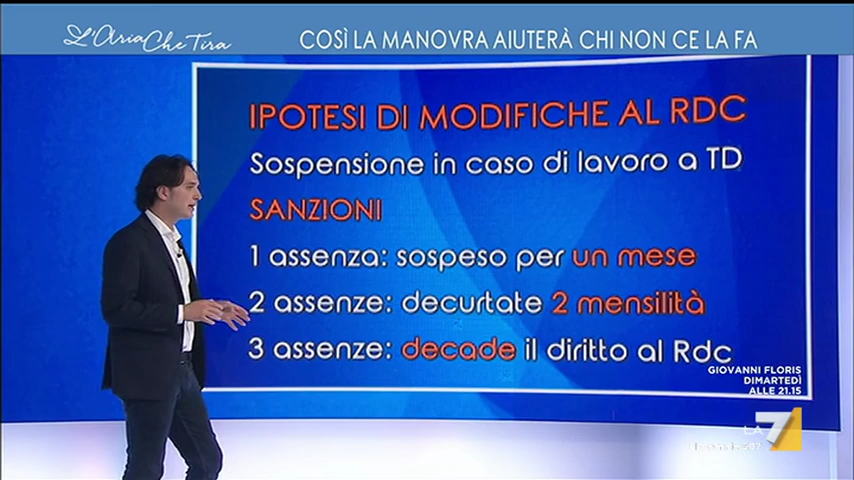 L'Aria Che Tira
COSÌ LA MANOVRA AIUTERÀ CHI NON CE LA FA
IPOTESI DI MODIFICHE AL RDC
Sospensione in caso di lavoro a TD
SANZIONI
1 assenza: sospeso per un mese
2 assenze: decurtate 2 mensilità
3 assenze: decade il diritto al Rdc
GIOVANNI FLORIS
DIMARTEDÌ
ALLE 21.15
LA 7